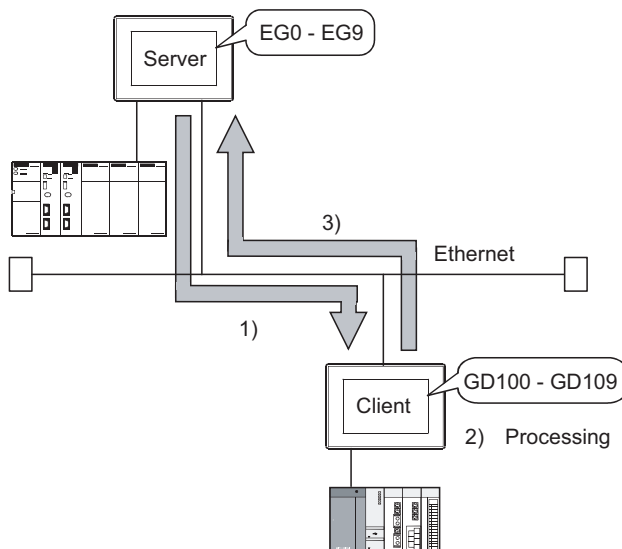 EG0 - EG9
Server
3)
Ethernet
1)
GD100 - GD109
Client
2) Processing